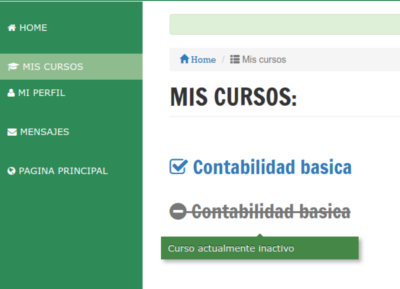 HOME
MIS CURSOS
MI PERFIL
MENSAJES
PAGINA PRINCIPAL
Home / Mis cursos
MIS CURSOS:
Contabilidad basica
Contabilidad basica
Curso actualmente inactivo